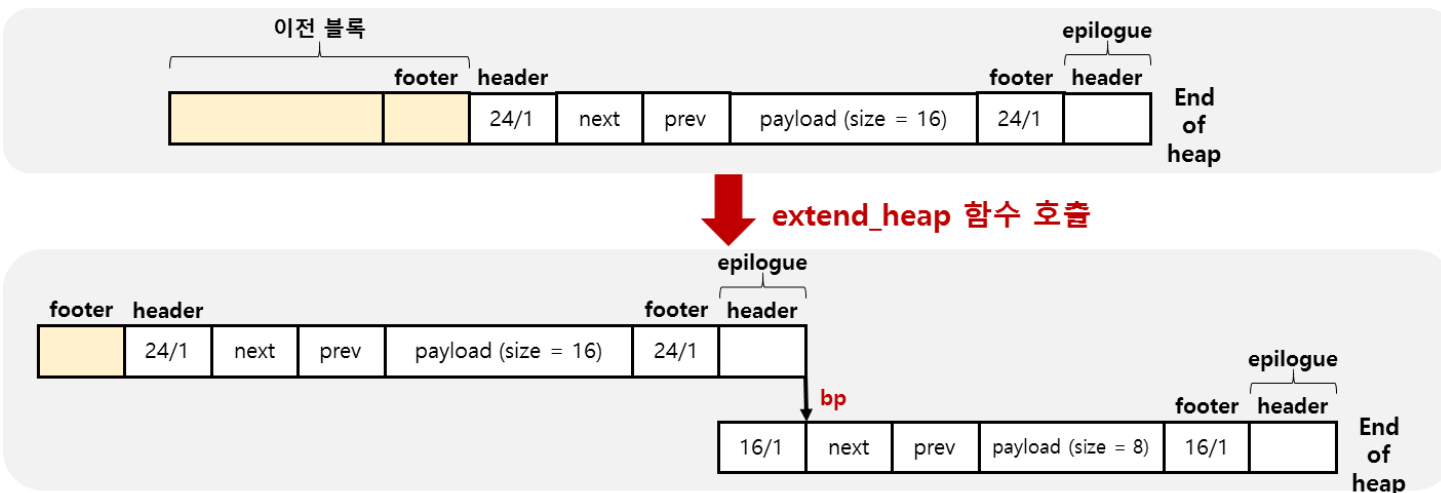 이전 블록
epilogue
footer header footer header
24/1 next prev payload (size = 16) 24/1
End
of
heap
extend_heap 함수 호출
epilogue
footer header footer header
24/1 next prev payload (size = 16) 24/1
epilogue
bp
footer header
16/1 next prev payload (size = 8) 16/1
End
of
heap